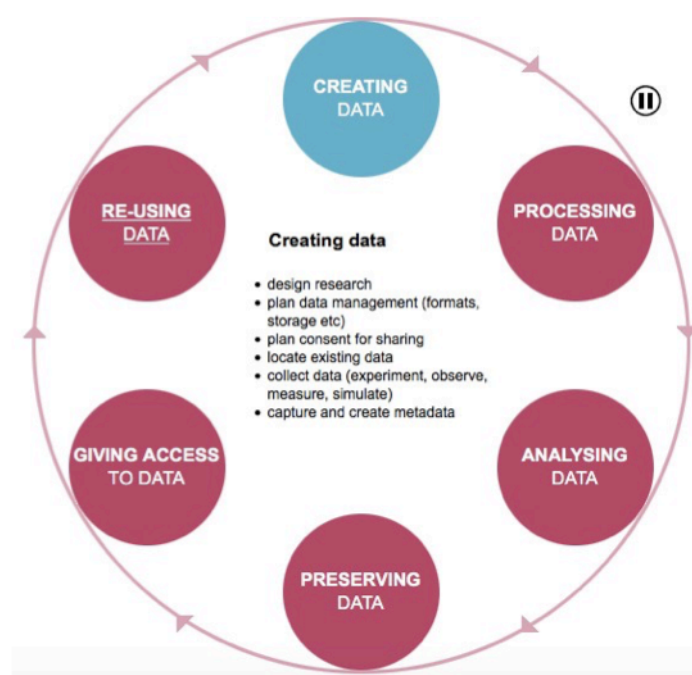 CREATING
DATA
PROCESSING
DATA
ANALYSING
DATA
PRESERVING
DATA
GIVING ACCESS
TO DATA
RE-USING
DATA
Creating data
• design research
• plan data management (formats,
storage etc)
• plan consent for sharing
• locate existing data
• collect data (experiment, observe,
measure, simulate)
• capture and create metadata